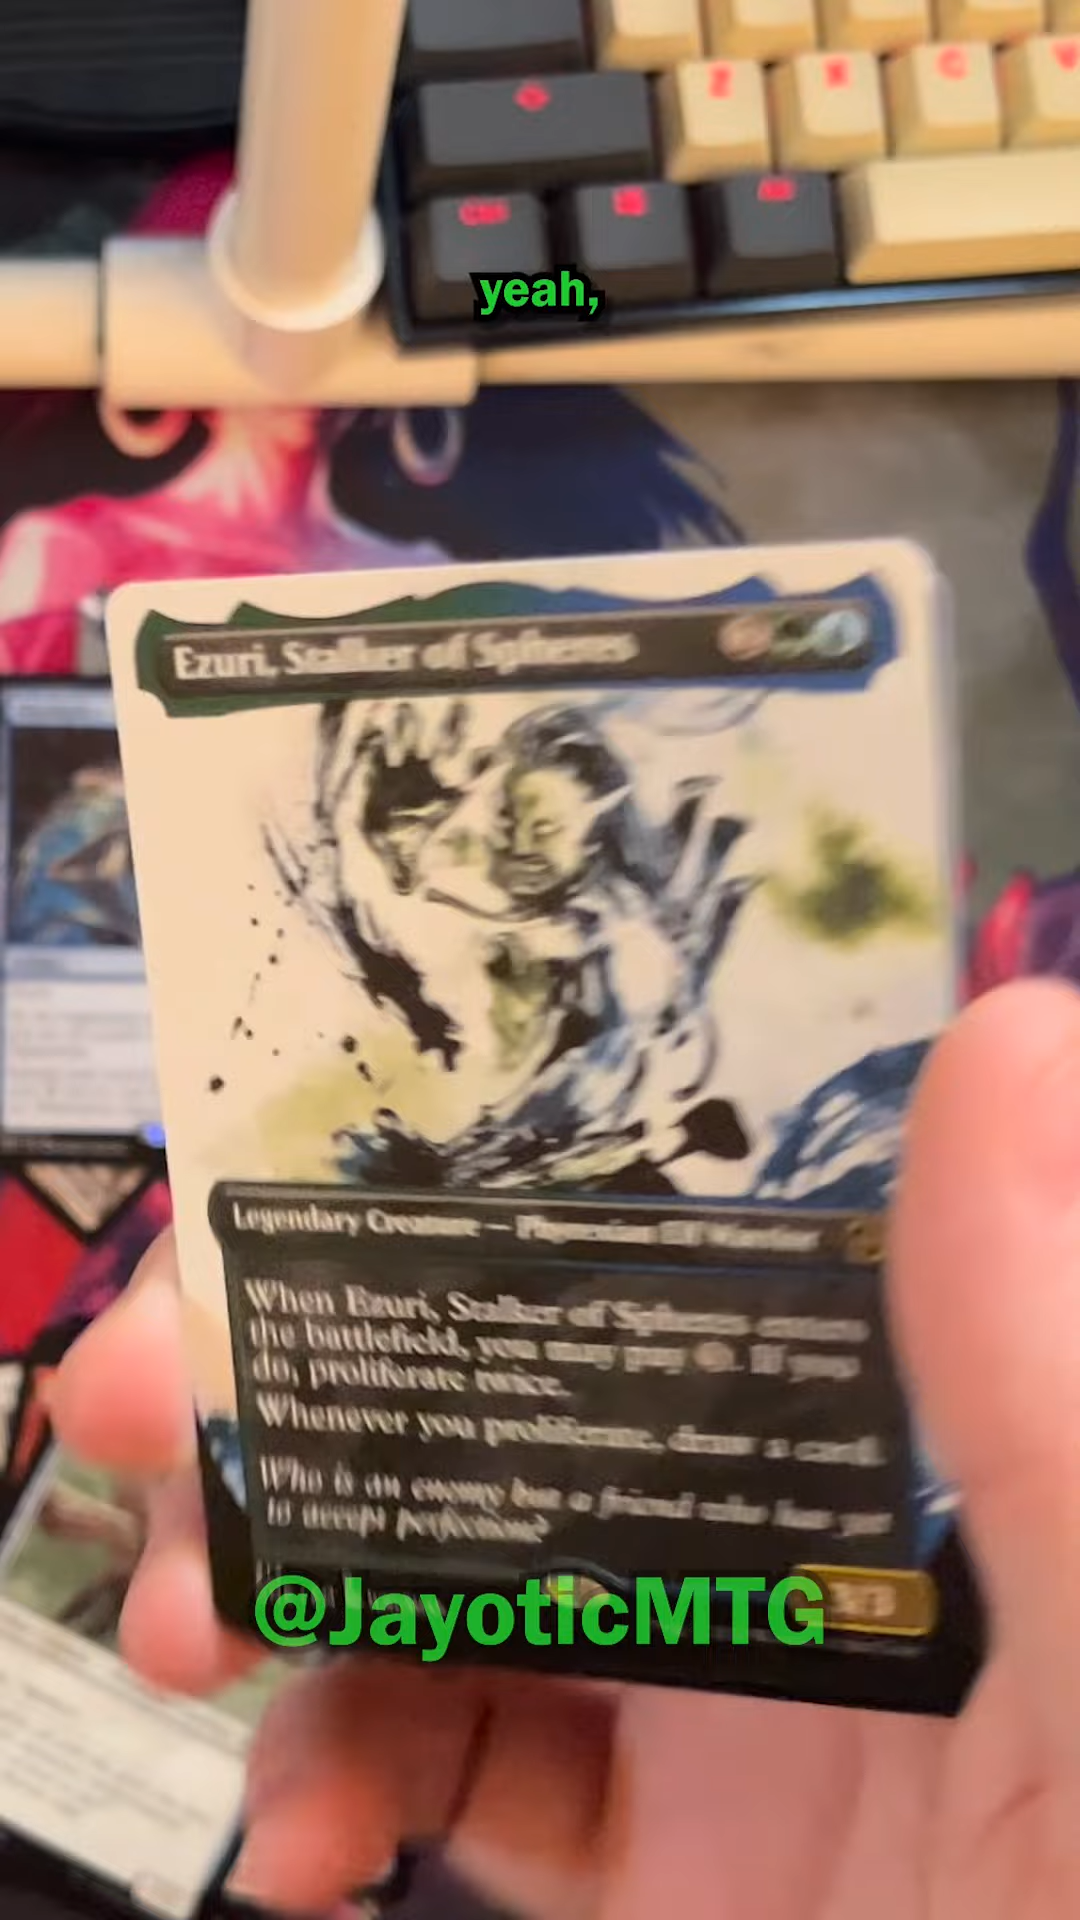 Z
X
C
V
yeah,
Ezuri, Stalker of Spheres
Legendary Creature — Phyrexian Elf Warrior
When Ezuri, Stalker of Spheres enters
the battlefield, you may pay . If you
do, proliferate twice.
Whenever you proliferate, draw a card.
Who is an enemy but a friend who has yet
to accept perfection?
3/3
@JayoticMTG